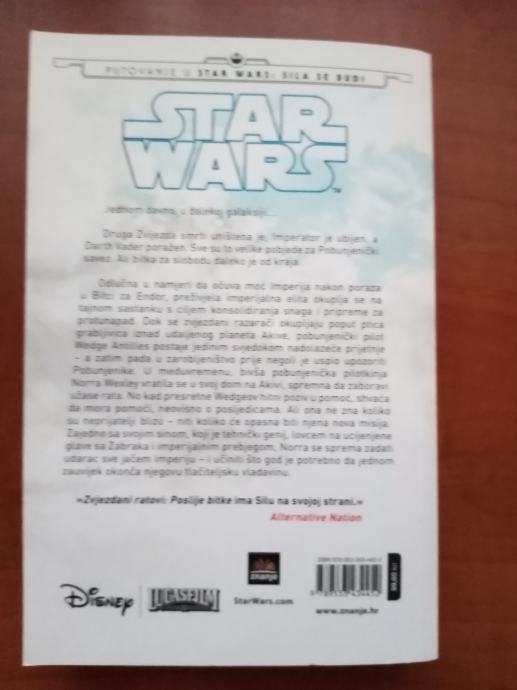 PUTOVANJE U STAR WARS: SILA SE BUDI
STAR
WARS
TM
Jednom davno, u dalekoj galaksiji...
Druga Zvijezda smrti uništena je, Imperator je ubijen, a
Darth Vader poražen. Sve su to velike pobjede za Pobunjenički
savez. Ali bitka za slobodu daleko je od kraja.
Odlučna u namjeri da očuva moć Imperija nakon poraza
u Bitci za Endor, preživjela imperijalna elita okuplja se na
tajnom sastanku s ciljem konsolidiranja snaga i pripreme za
protunapad. Dok se zvjezdani razarači okupljaju poput ptica
grabljivica iznad udaljenog planeta Akive, pobunjenički pilot
Wedge Antilles postaje jedinim svjedokom nadolazeće prijetnje
– a zatim pada u zarobljeništvo prije negoli je uspio upozoriti
Pobunjenike. U međuvremenu, bivša pobunjenička pilotkinja
Norra Wexley vratila se u svoj dom na Akivi, spremna da zaboravi
užase rata. No kad presretne Wedgeov hitni poziv u pomoć, shvaća
da mora pomoći, neovisno o posljedicama. Ali ona ne zna koliko
su neprijatelji blizu – niti koliko će opasna biti njena nova misija.
Zajedno sa svojim sinom, koji je tehnički genij, lovcem na ucijenjene
glave sa Zabraka i imperijalnim prebjegom, Norra se sprema zadati
udarac sve jačem Imperiju – i učiniti što god je potrebno da jednom
zauvijek okonča njegovu tlačiteljsku vladavinu.
»Zvjezdani ratovi: Poslije bitke ima Silu na svojoj strani.«
Alternative Nation
DISNEY
LUCASFILM
znanje
StarWars.com
www.znanje.hr